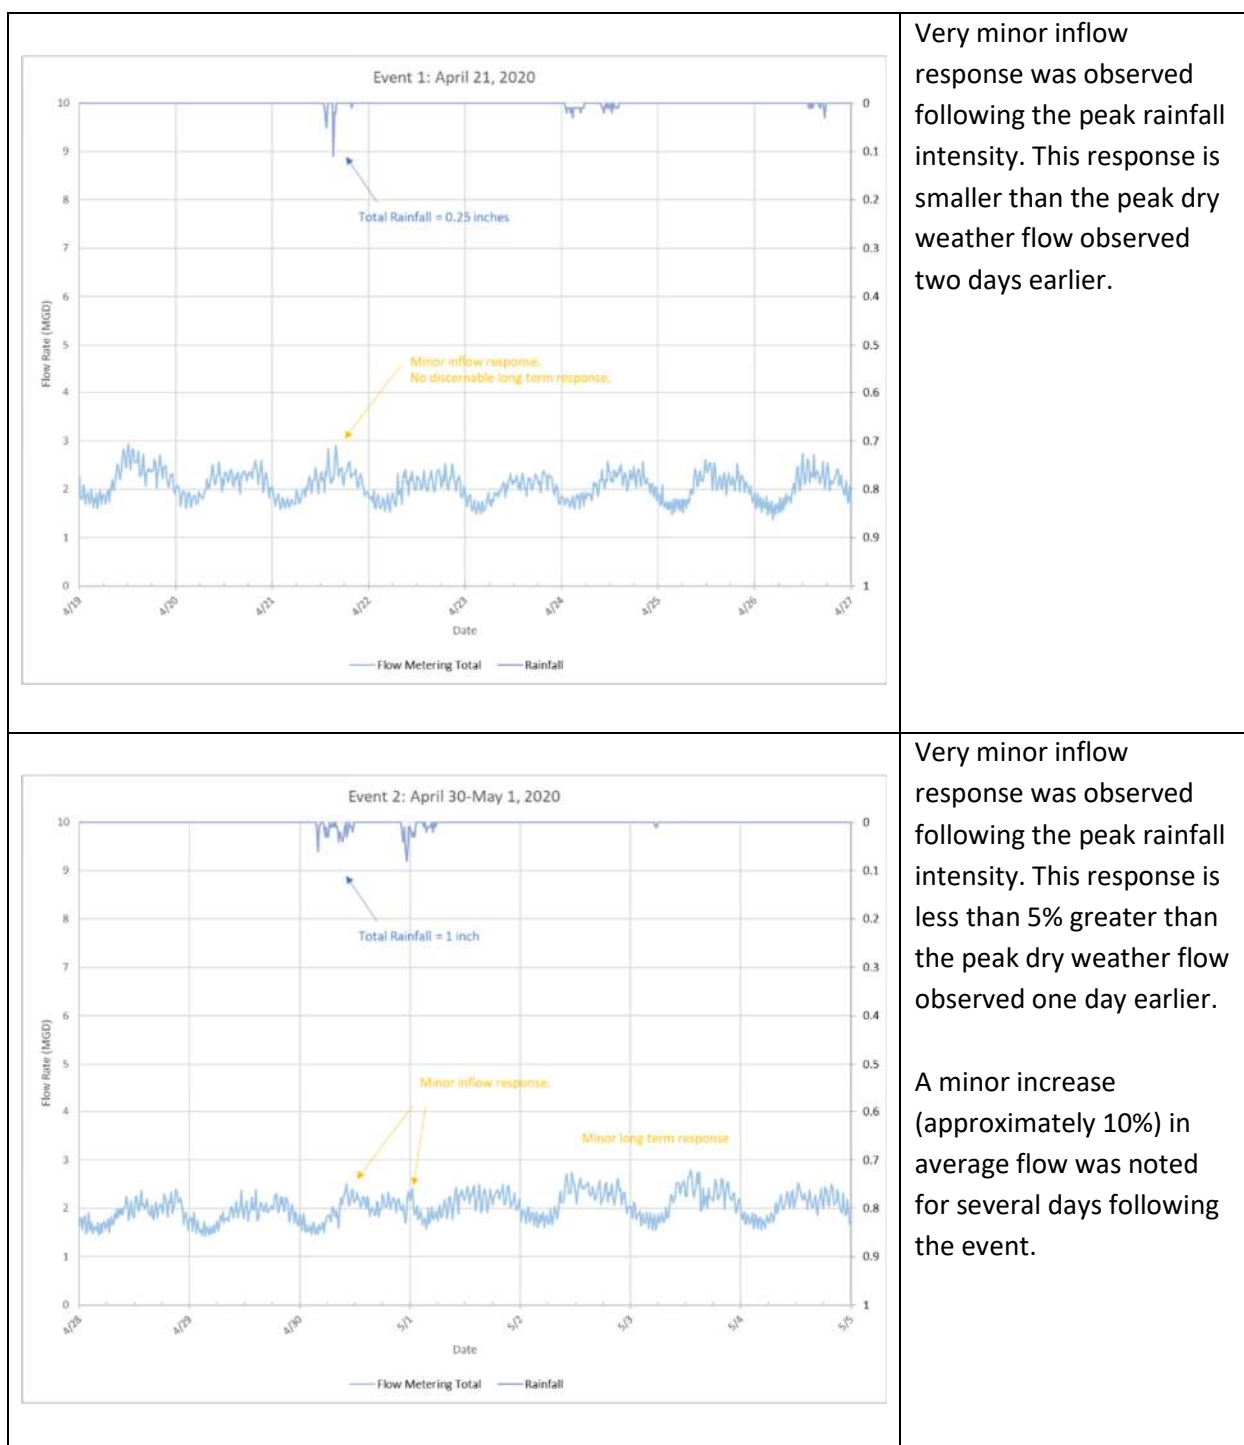 Event 1: April 21, 2020
10
9
8
7
6
5
4
3
2
1
0
Flow Rate (MGD)
0
0.1
0.2
0.3
0.4
0.5
0.6
0.7
0.8
0.9
1
Total Rainfall = 0.25 inches
Minor inflow response.
No discernable long term response.
4/19
4/20
4/21
4/22
4/23
4/24
4/25
4/26
4/27
Date
Flow Metering Total
Rainfall
Very minor inflow
response was observed
following the peak rainfall
intensity. This response is
smaller than the peak dry
weather flow observed
two days earlier.
Event 2: April 30-May 1, 2020
10
9
8
7
6
5
4
3
2
1
0
Flow Rate (MGD)
0
0.1
0.2
0.3
0.4
0.5
0.6
0.7
0.8
0.9
1
Total Rainfall = 1 inch
Minor inflow response.
Minor long term response
4/28
4/29
4/30
5/1
5/2
5/3
5/4
5/5
Date
Flow Metering Total
Rainfall
Very minor inflow
response was observed
following the peak rainfall
intensity. This response is
less than 5% greater than
the peak dry weather flow
observed one day earlier.
A minor increase
(approximately 10%) in
average flow was noted
for several days following
the event.